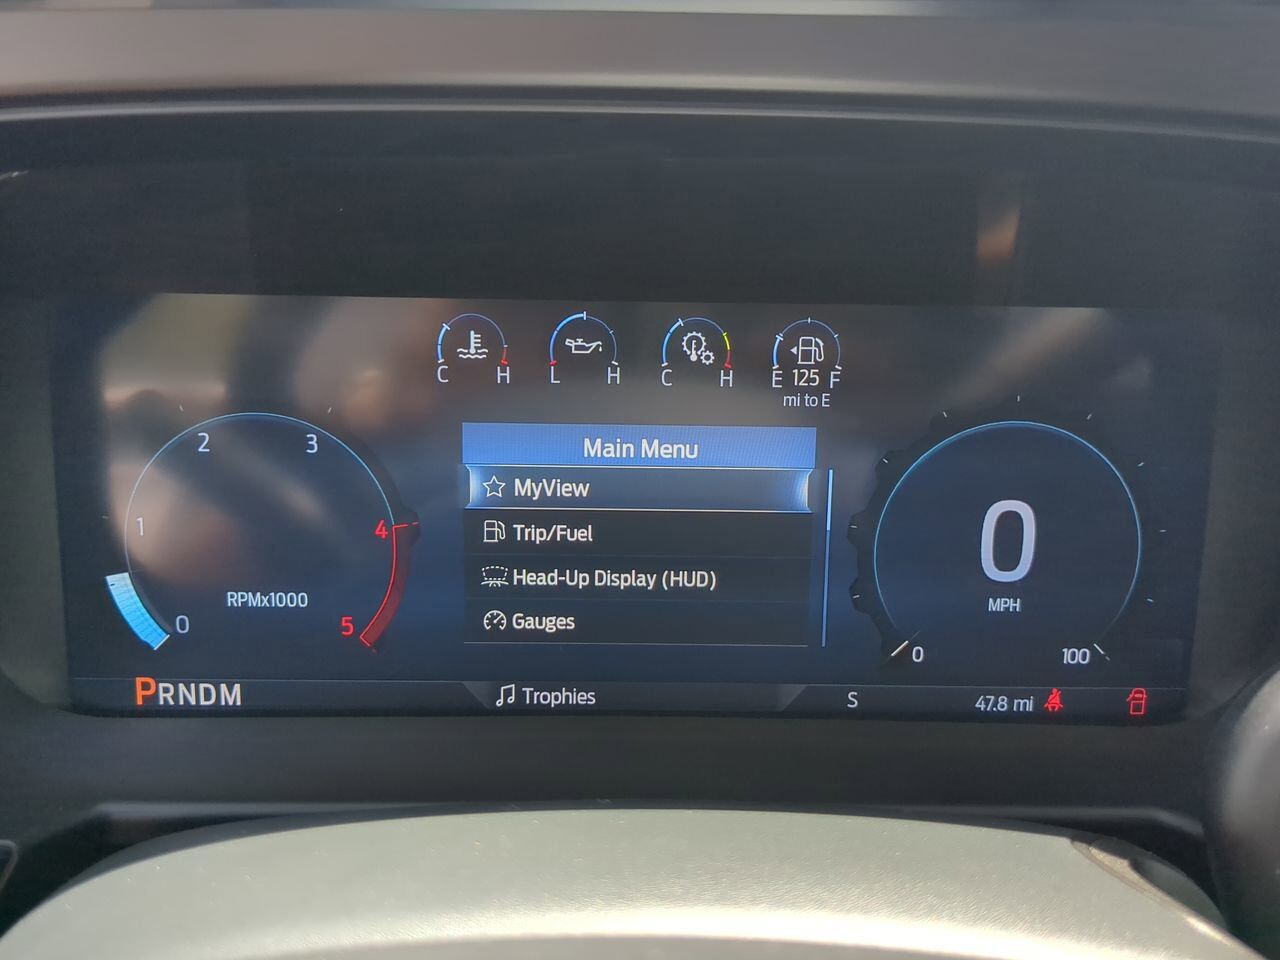 C H
L H
C H
E 125 F
mi to E
Main Menu
MyView
Trip/Fuel
Head-Up Display (HUD)
Gauges
0
1
2
3
4
5
RPMx1000
0
MPH
0
100
PRNDM
Trophies
S
47.8 mi